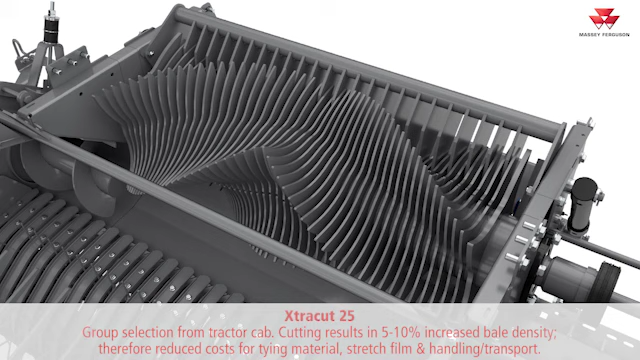 MASSEY FERGUSON
Xtracut 25
Group selection from tractor cab. Cutting results in 5-10% increased bale density;
therefore reduced costs for tying material, stretch film & handling/transport.